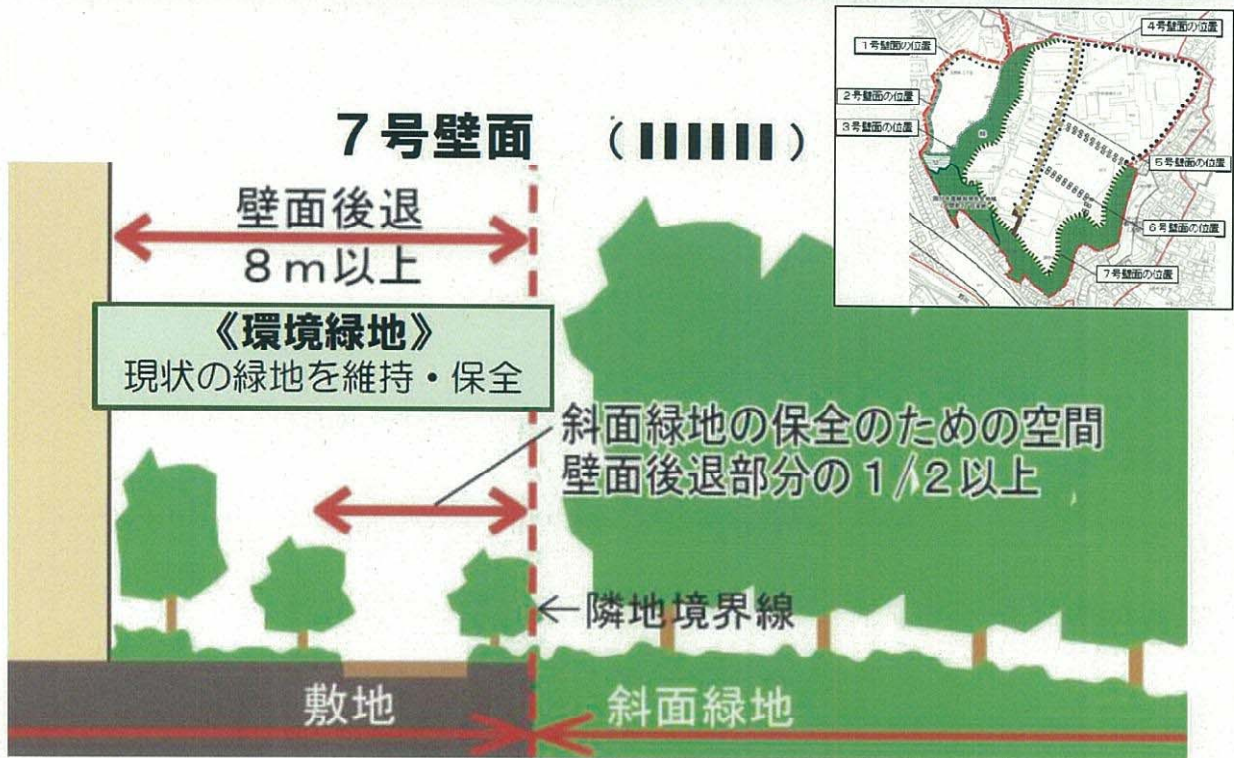 ７号壁面 （▮▮▮▮▮▮）
壁面後退
８ｍ以上
《環境緑地》
現状の緑地を維持・保全
斜面緑地の保全のための空間
壁面後退部分の１/２以上
←隣地境界線
敷地
斜面緑地
1号壁面の位置
2号壁面の位置
3号壁面の位置
4号壁面の位置
5号壁面の位置
6号壁面の位置
7号壁面の位置